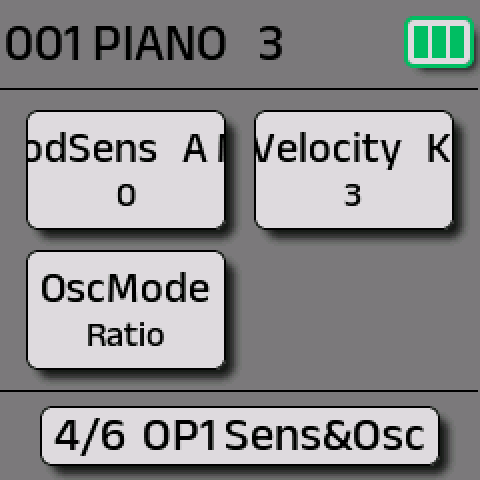 001 PIANO 3
odSens A
0
Velocity K
3
OscMode
Ratio
4/6 OP1 Sens&Osc